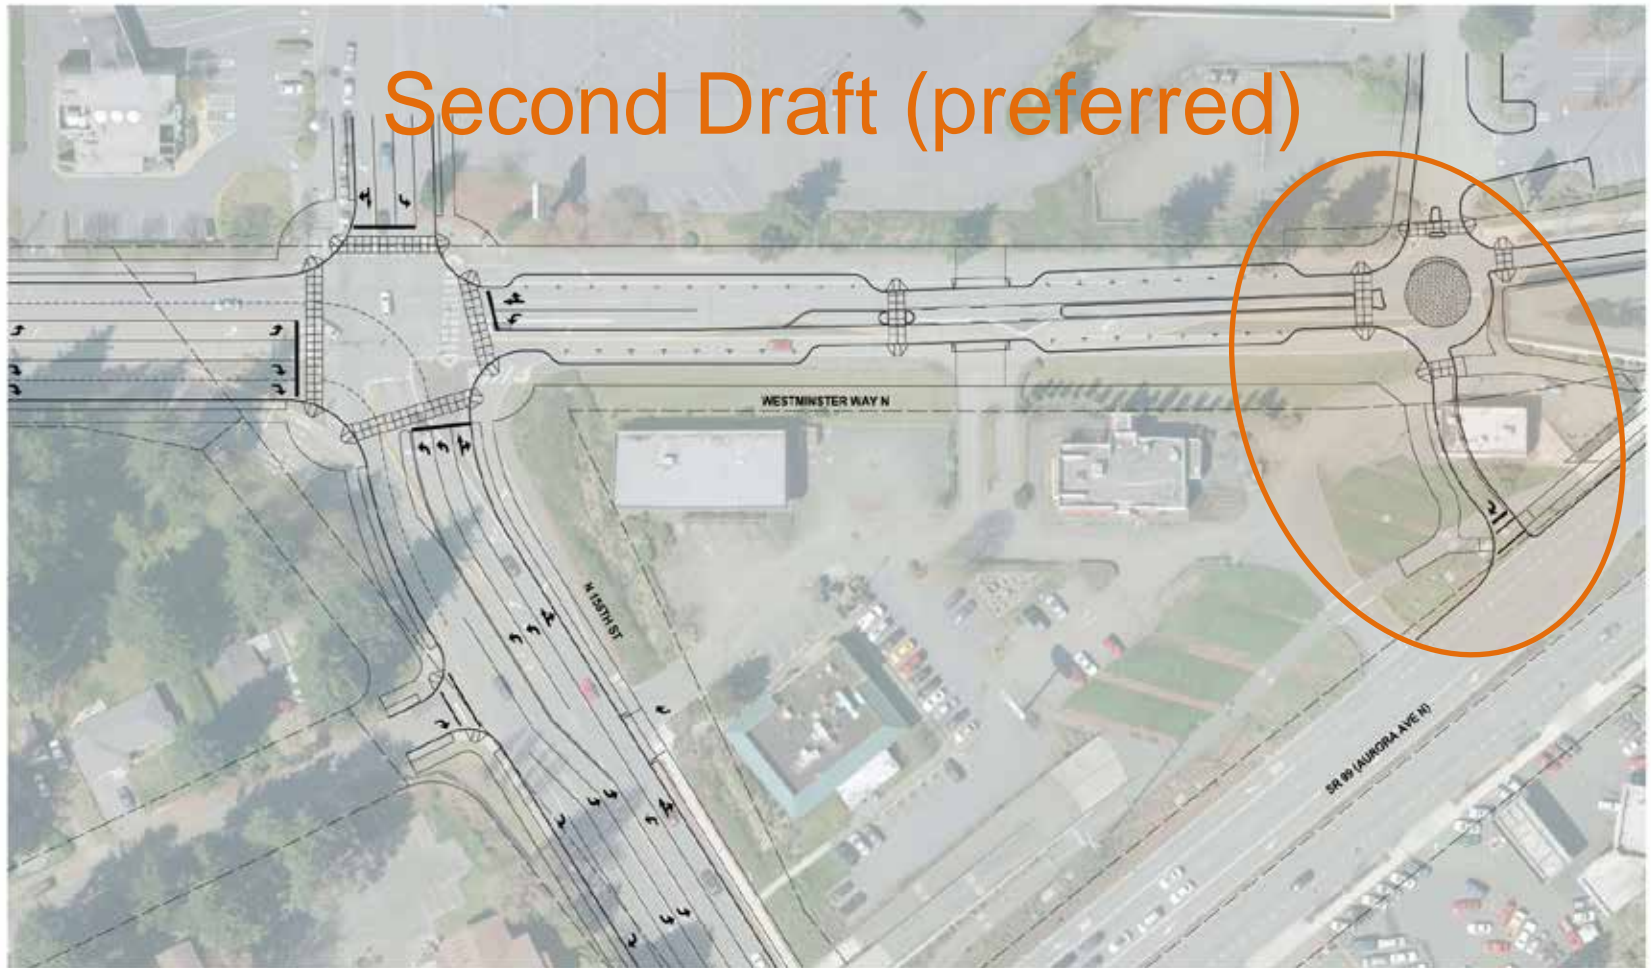 Second Draft (preferred)
WESTMINSTER WAY N
N 155TH ST
SR 99 (AURORA AVE N)